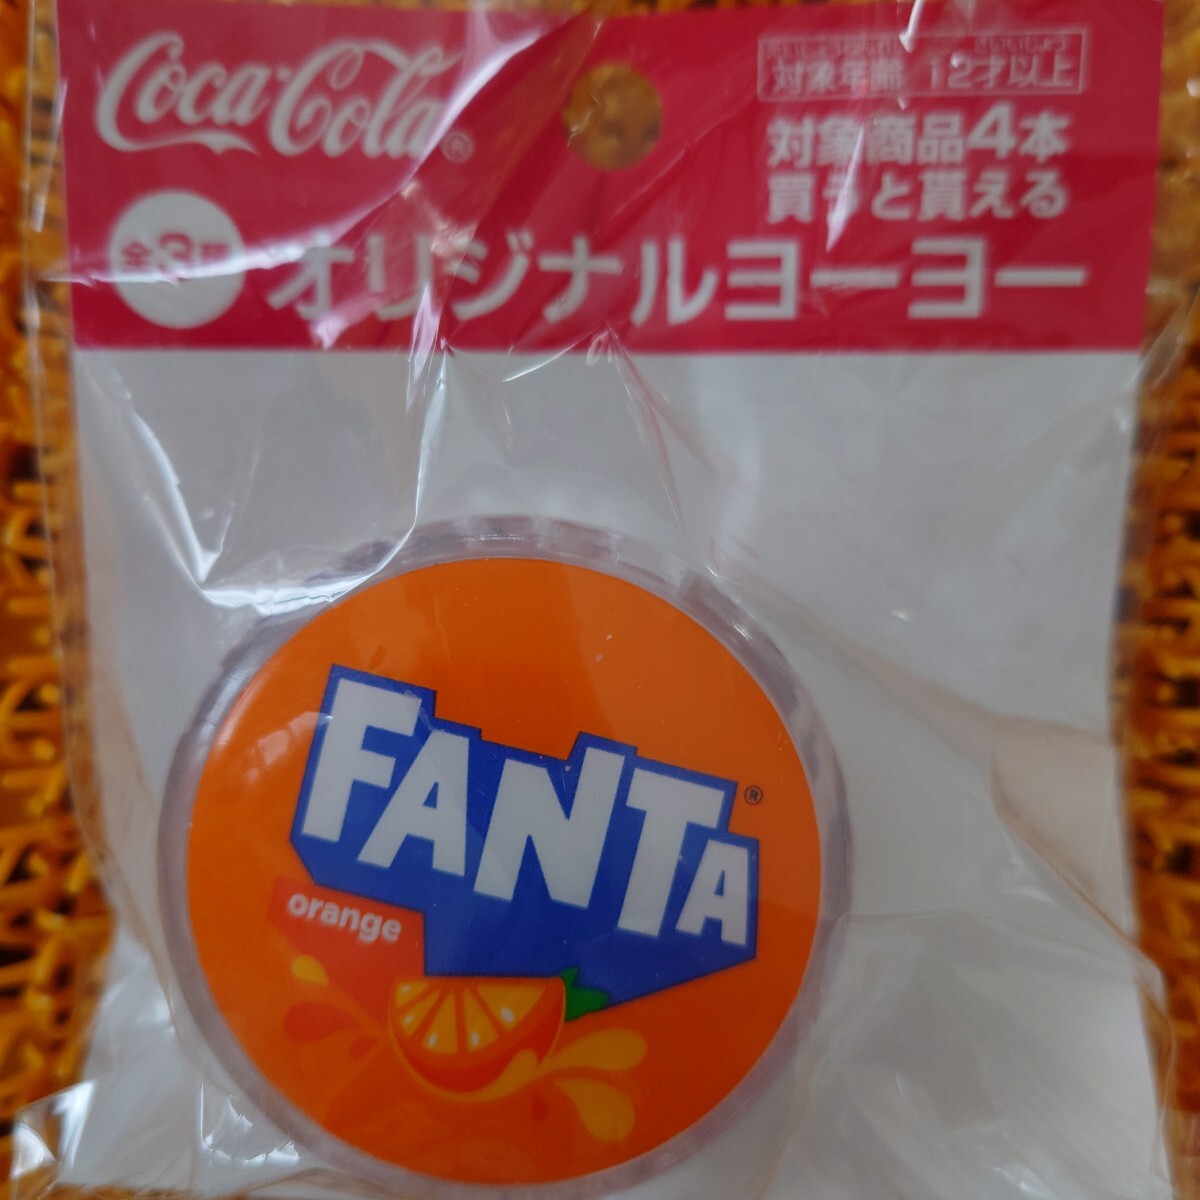 Coca-Cola®
対象年齢 12才以上
対象商品4本
買うと貰える
全3種
オリジナルヨーヨー
FANTA®
orange